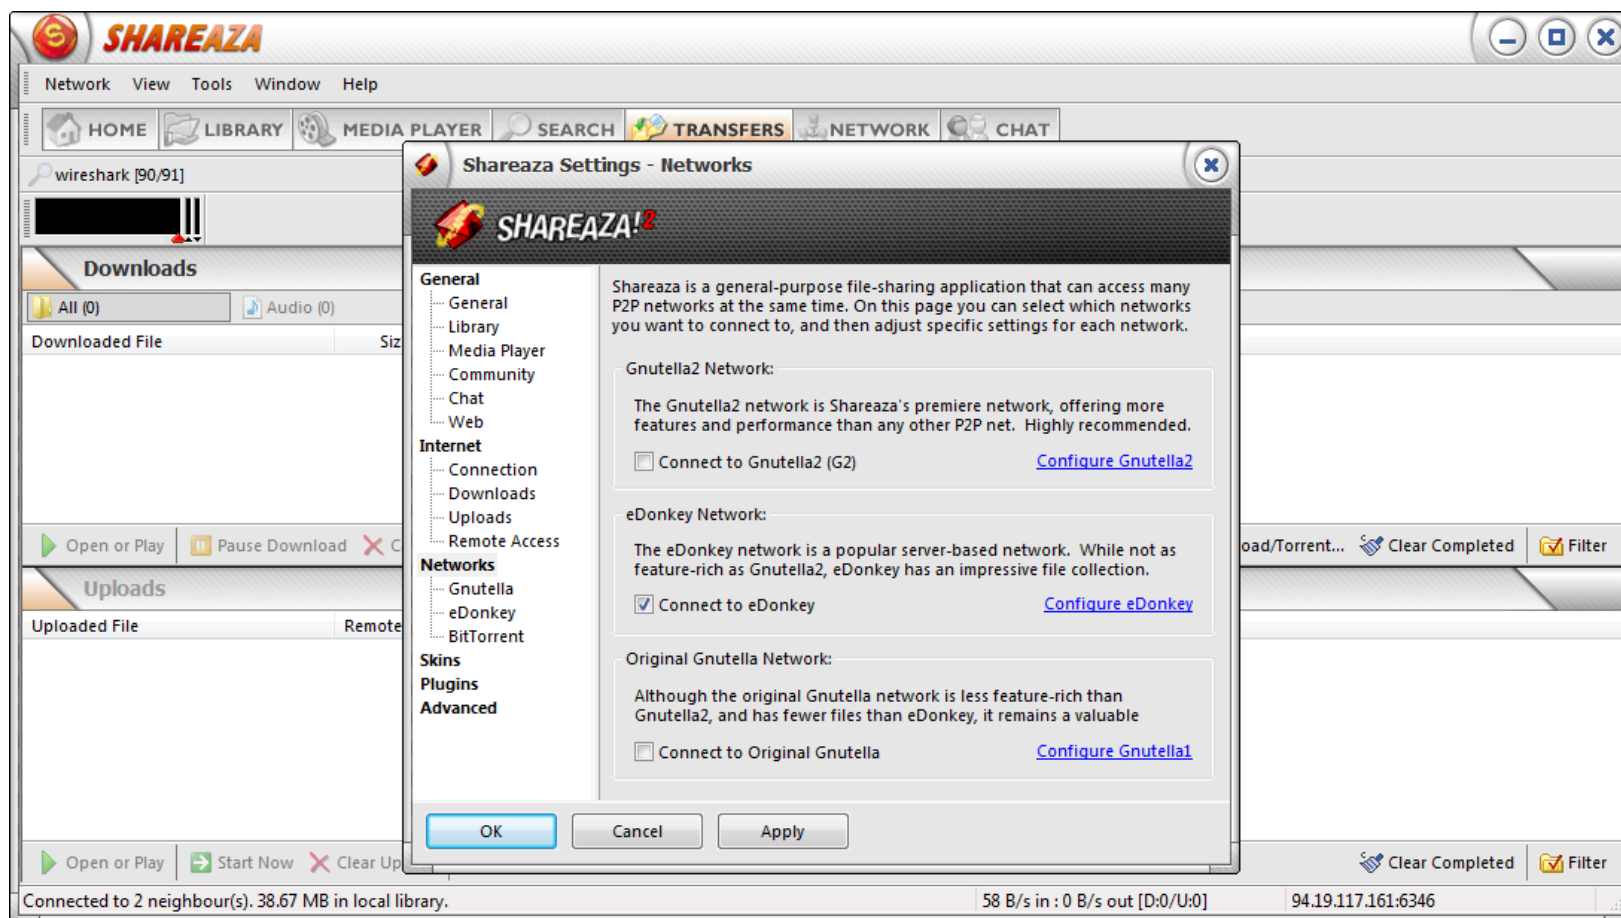 SHAREAZA
Network View Tools Window Help
HOME LIBRARY MEDIA PLAYER SEARCH TRANSFERS NETWORK CHAT
wireshark [90/91]
Downloads
All (0) Audio (0)
Downloaded File Siz
Open or Play Pause Download C oad/Torrent... Clear Completed Filter
Uploads
Uploaded File Remote
Open or Play Start Now Clear Up Clear Completed Filter
Connected to 2 neighbour(s). 38.67 MB in local library. 58 B/s in : 0 B/s out [D:0/U:0] 94.19.117.161:6346
Shareaza Settings - Networks
SHAREAZA!2
General
General
Library
Media Player
Community
Chat
Web
Internet
Connection
Downloads
Uploads
Remote Access
Networks
Gnutella
eDonkey
BitTorrent
Skins
Plugins
Advanced
Shareaza is a general-purpose file-sharing application that can access many
P2P networks at the same time. On this page you can select which networks
you want to connect to, and then adjust specific settings for each network.
Gnutella2 Network:
The Gnutella2 network is Shareaza's premiere network, offering more
features and performance than any other P2P net. Highly recommended.
Connect to Gnutella2 (G2) Configure Gnutella2
eDonkey Network:
The eDonkey network is a popular server-based network. While not as
feature-rich as Gnutella2, eDonkey has an impressive file collection.
Connect to eDonkey Configure eDonkey
Original Gnutella Network:
Although the original Gnutella network is less feature-rich than
Gnutella2, and has fewer files than eDonkey, it remains a valuable
Connect to Original Gnutella Configure Gnutella1
OK Cancel Apply